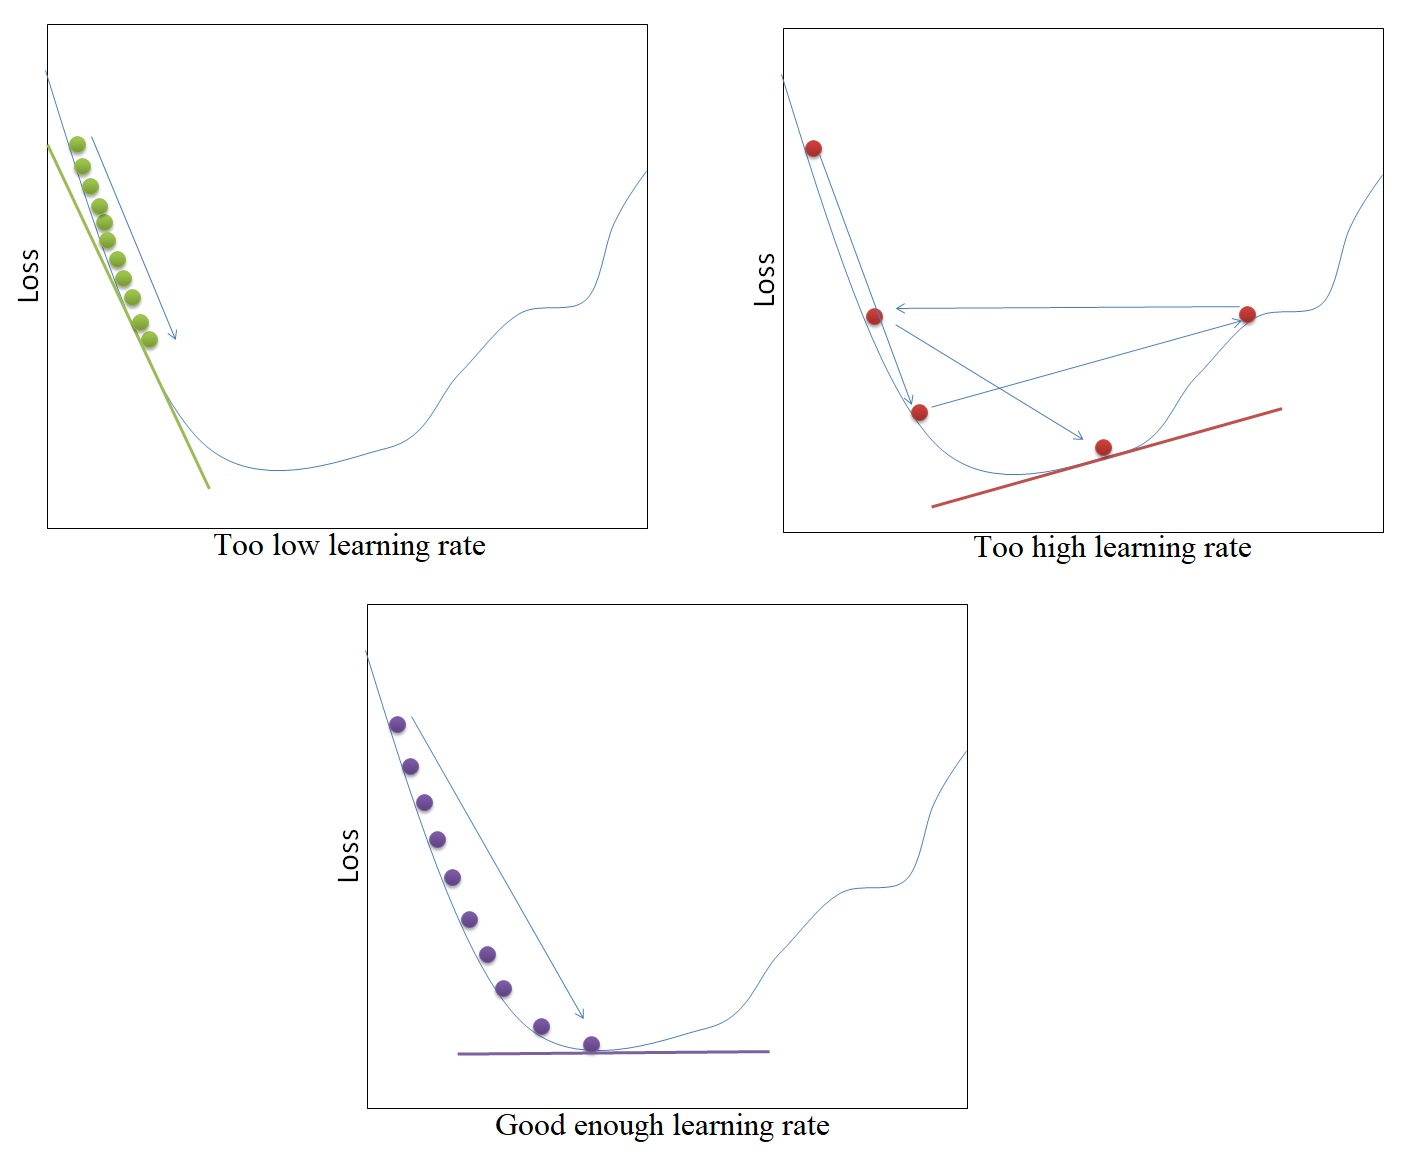 Loss
Too low learning rate
Loss
Too high learning rate
Loss
Good enough learning rate